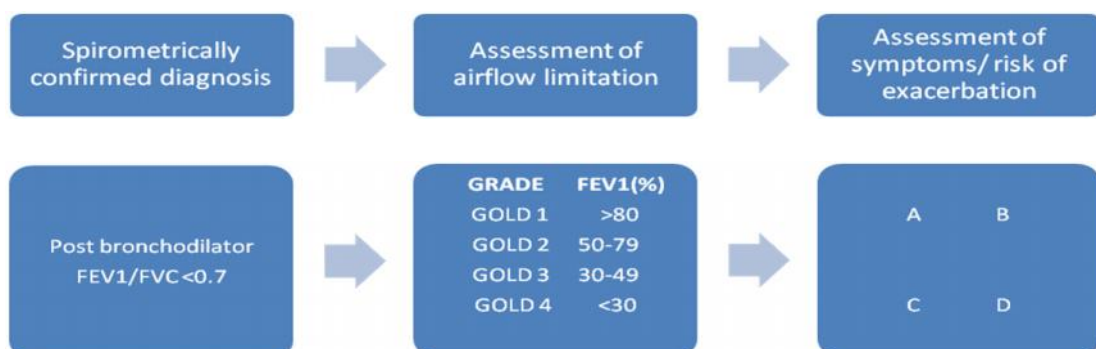 Spirometrically
confirmed diagnosis
Assessment of
airflow limitation
Assessment of
symptoms/ risk of
exacerbation
Post bronchodilator
FEV1/FVC<0.7
GRADE FEV1(%)
GOLD 1 >80
GOLD 2 50-79
GOLD 3 30-49
GOLD 4 <30
A B
C D